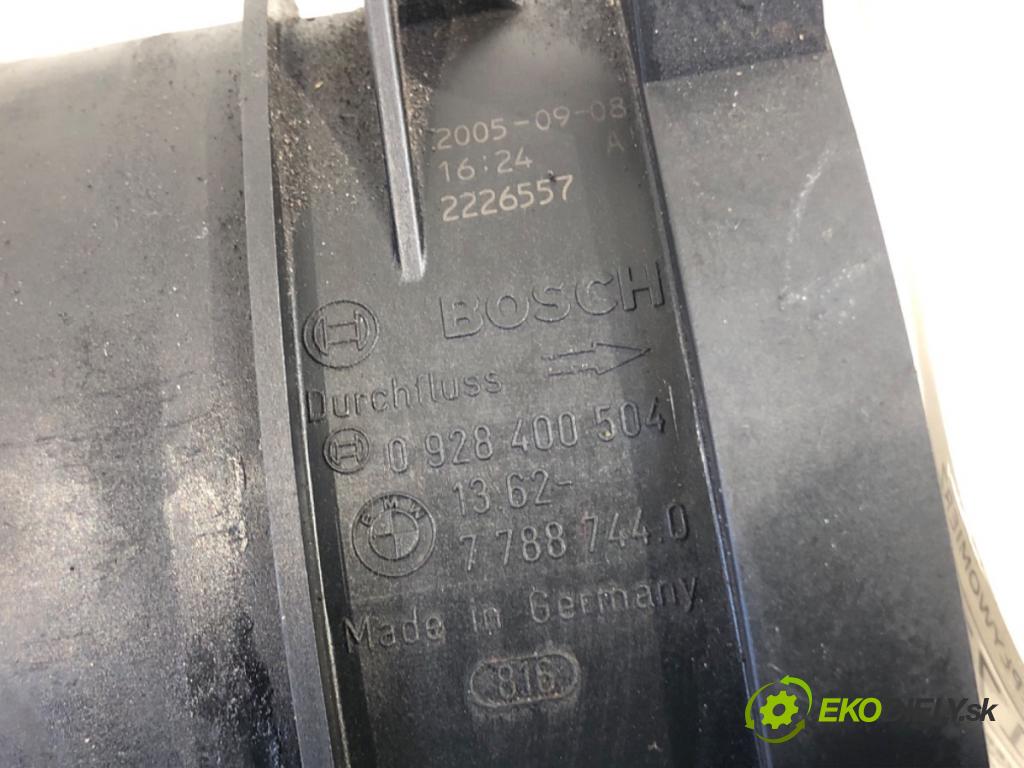 2005-09-08
16:24 A
2226557
BOSCH
Durchfluss
0 928 400 504
BMW
13.62-
7 788 744.0
Made in Germany
816
EKODIELY.sk